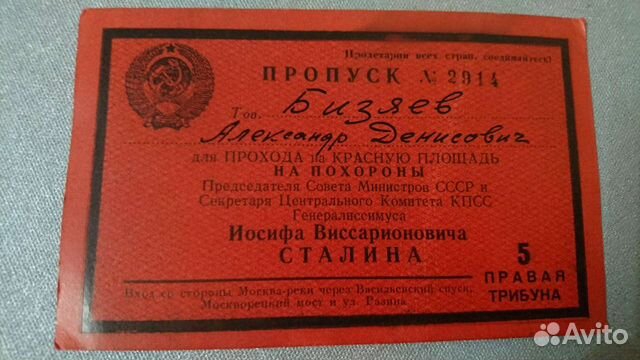 Пролетарии всех стран, соединяйтесь!
ПРОПУСК № 2914
Тов. Бизяев
Александр Денисович
для ПРОХОДА на КРАСНУЮ ПЛОЩАДЬ
НА ПОХОРОНЫ
Председателя Совета Министров СССР и
Секретаря Центрального Комитета КПСС
Генералиссимуса
Иосифа Виссарионовича
СТАЛИНА
5
ПРАВАЯ
ТРИБУНА
Вход со стороны Москва-реки через Васильевский спуск,
Москворецкий мост и ул. Разина.
Avito